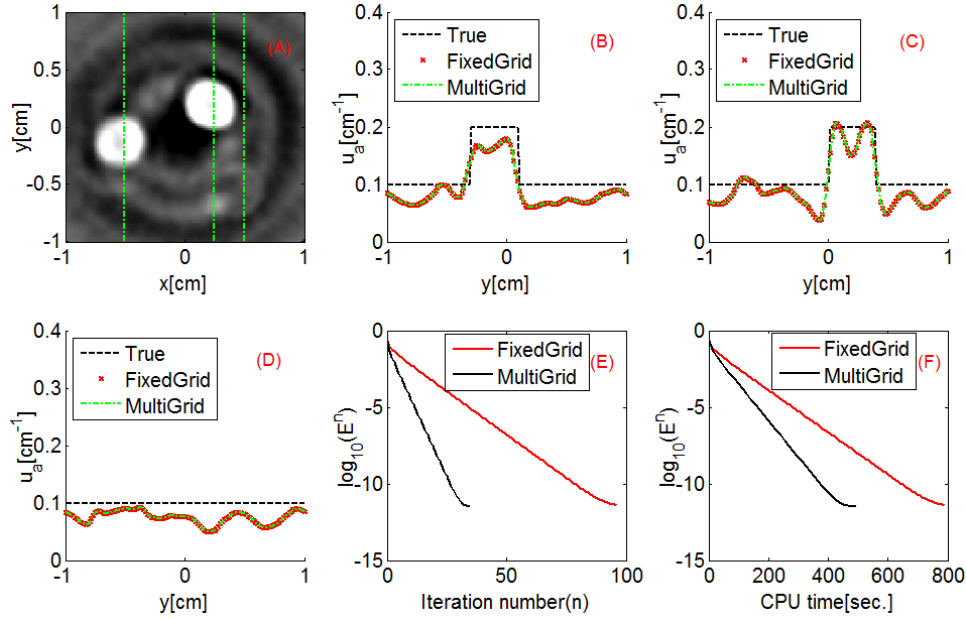 (A)
1
0.5
0
-0.5
-1
-1
0
1
y[cm]
x[cm]
True
FixedGrid
MultiGrid
(B)
0.4
0.3
0.2
0.1
0
-1
0
1
u_a[cm^-1]
y[cm]
True
FixedGrid
MultiGrid
(C)
0.4
0.3
0.2
0.1
0
-1
0
1
u_a[cm^-1]
y[cm]
True
FixedGrid
MultiGrid
(D)
0.4
0.3
0.2
0.1
0
-1
0
1
u_a[cm^-1]
y[cm]
FixedGrid
MultiGrid
(E)
0
-5
-10
-15
0
50
100
log_10(E^n)
Iteration number(n)
FixedGrid
MultiGrid
(F)
0
-5
-10
-15
0
200
400
600
800
log_10(E^n)
CPU time[sec.]